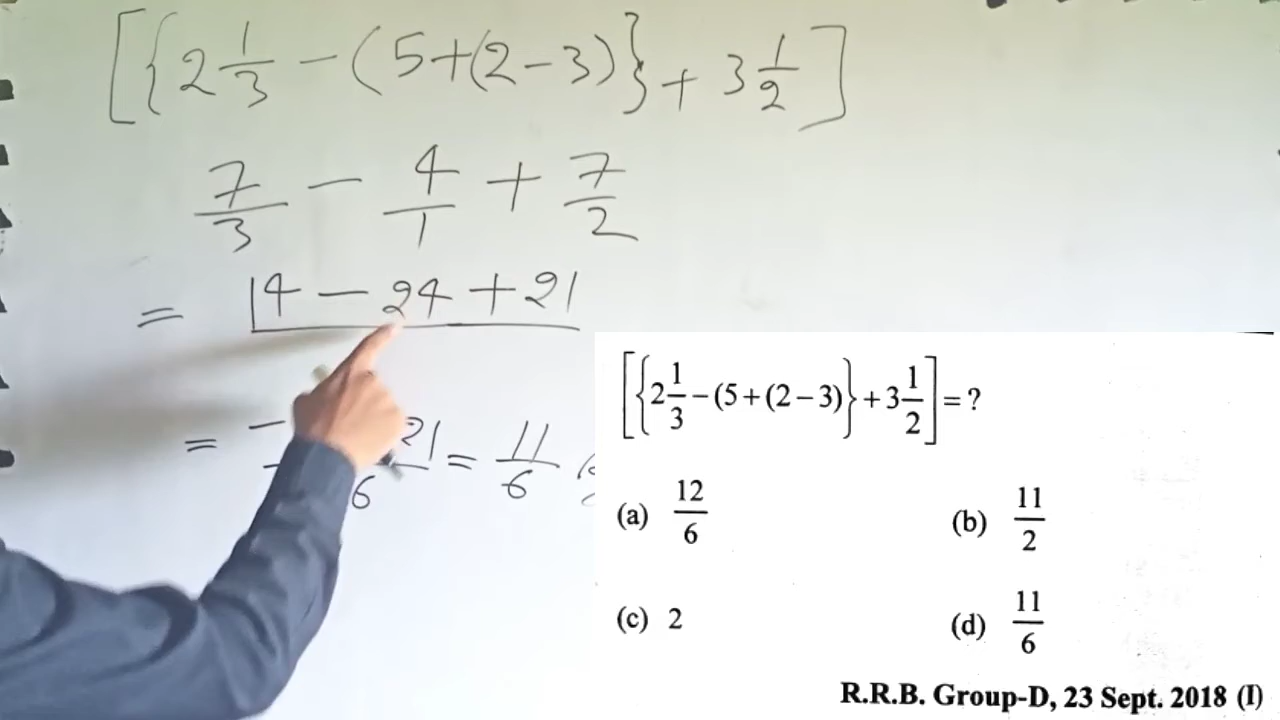 [{2 1/3 - (5+(2-3)} + 3 1/2]
7/3 - 4/1 + 7/2
= 14 - 24 + 21
= - 21/6 = 11/6
[{2 1/3 - (5 + (2 - 3)} + 3 1/2] = ?
(a) 12/6 (b) 11/2
(c) 2 (d) 11/6
R.R.B. Group-D, 23 Sept. 2018 (I)